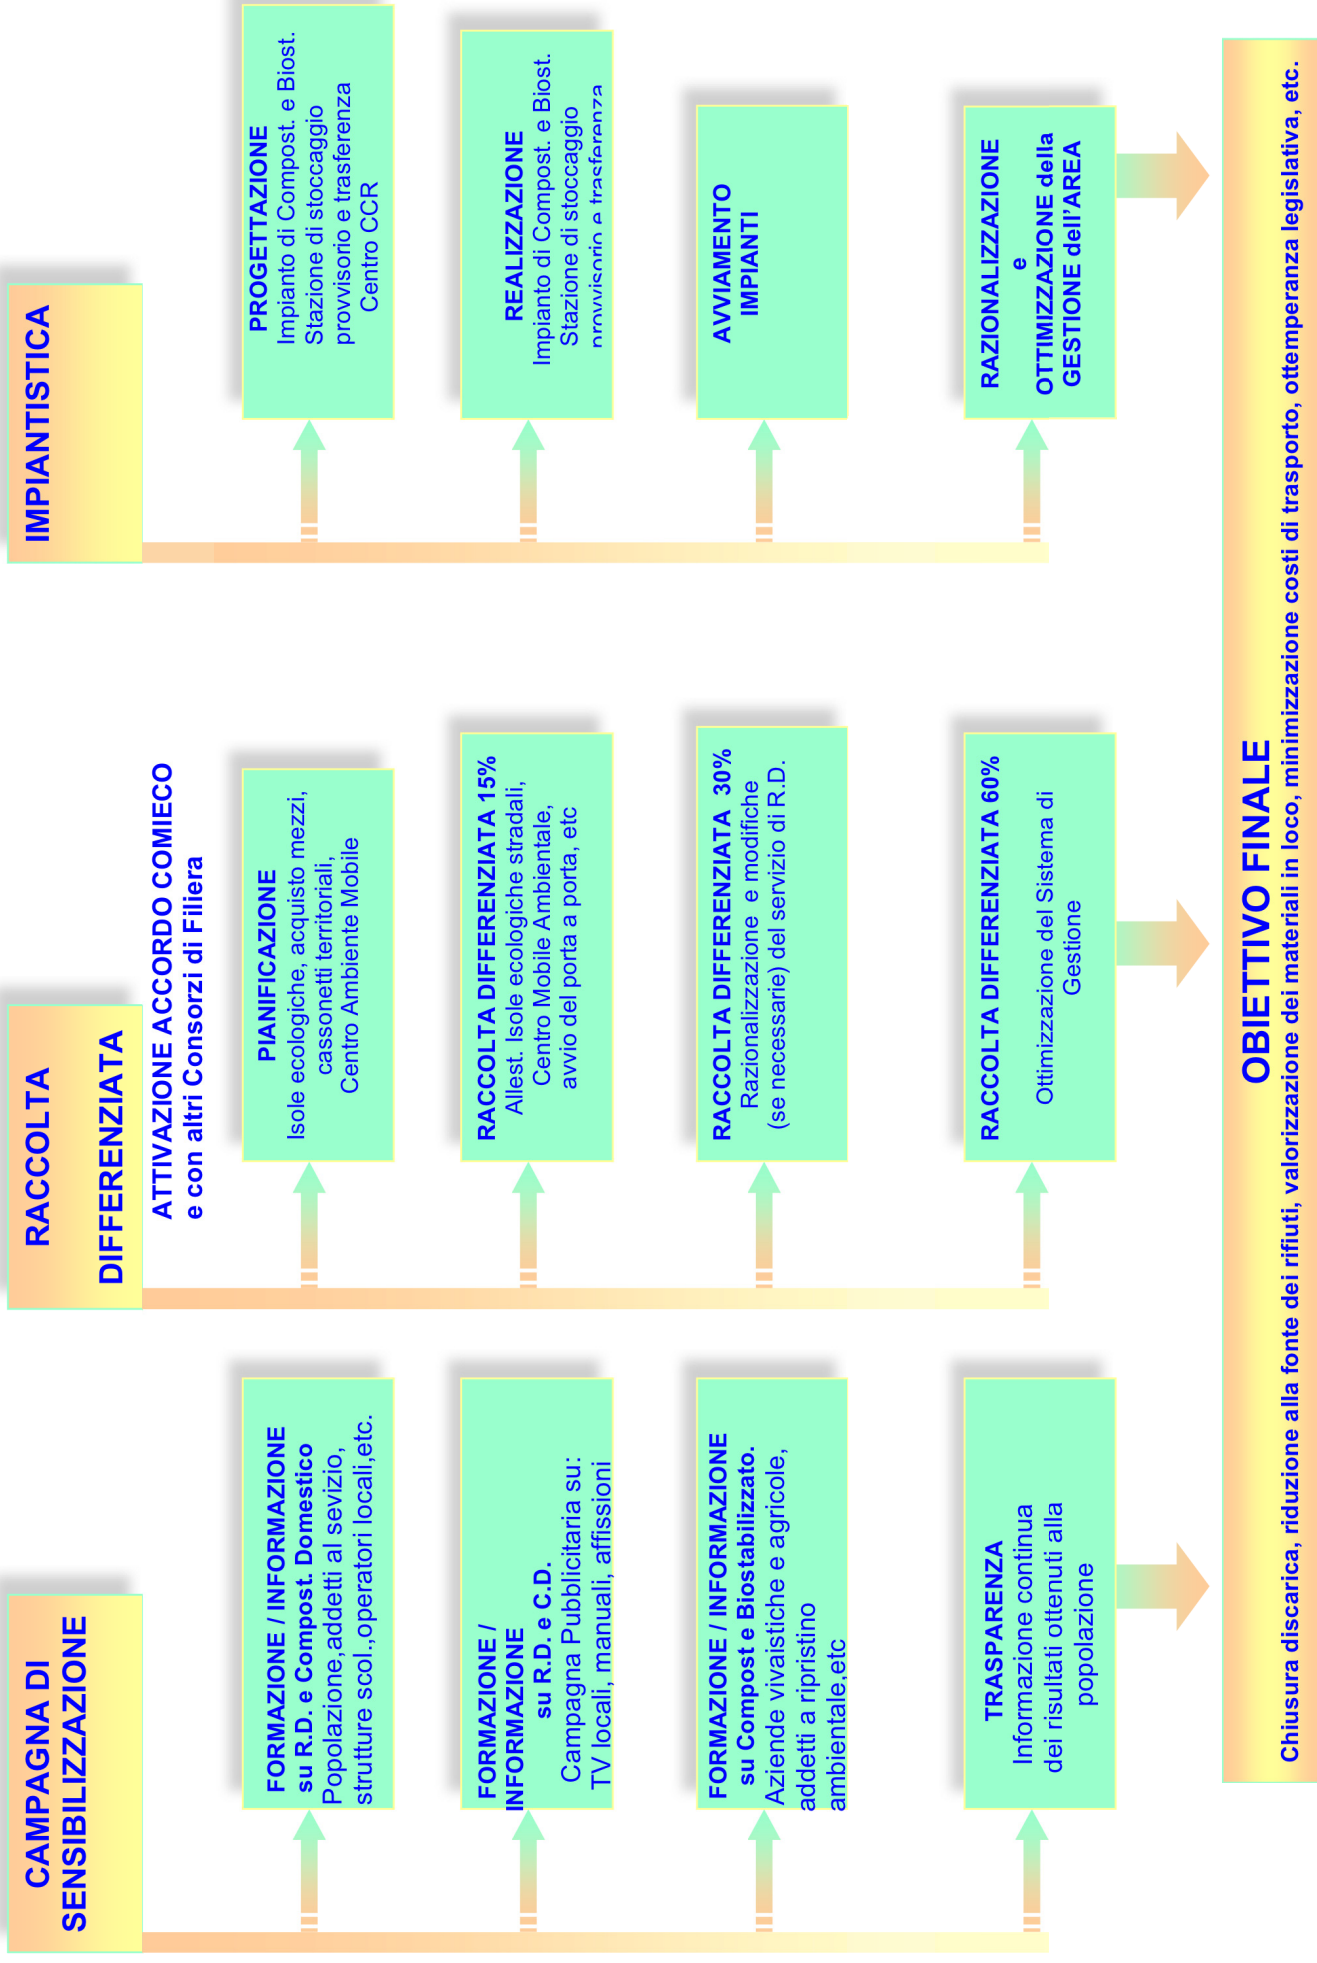 CAMPAGNA DI
SENSIBILIZZAZIONE
FORMAZIONE / INFORMAZIONE
su R.D. e Compost. Domestico
Popolazione,addetti al sevizio,
strutture scol.,operatori locali,etc.
FORMAZIONE /
INFORMAZIONE
su R.D. e C.D.
Campagna Pubblicitaria su:
TV locali, manuali, affissioni
FORMAZIONE / INFORMAZIONE
su Compost e Biostabilizzato.
Aziende vivaistiche e agricole,
addetti a ripristino
ambientale,etc
TRASPARENZA
Informazione continua
dei risultati ottenuti alla
popolazione
RACCOLTA
DIFFERENZIATA
ATTIVAZIONE ACCORDO COMIECO
e con altri Consorzi di Filiera
PIANIFICAZIONE
Isole ecologiche, acquisto mezzi,
cassonetti territoriali,
Centro Ambiente Mobile
RACCOLTA DIFFERENZIATA 15%
Allest. Isole ecologiche stradali,
Centro Mobile Ambientale,
avvio del porta a porta, etc
RACCOLTA DIFFERENZIATA 30%
Razionalizzazione e modifiche
(se necessarie) del servizio di R.D.
RACCOLTA DIFFERENZIATA 60%
Ottimizzazione del Sistema di
Gestione
IMPIANTISTICA
PROGETTAZIONE
Impianto di Compost. e Biost.
Stazione di stoccaggio
provvisorio e trasferenza
Centro CCR
REALIZZAZIONE
Impianto di Compost. e Biost.
Stazione di stoccaggio
provvisorio e trasferenza
AVVIAMENTO
IMPIANTI
RAZIONALIZZAZIONE
e
OTTIMIZZAZIONE della
GESTIONE dell'AREA
OBIETTIVO FINALE
Chiusura discarica, riduzione alla fonte dei rifiuti, valorizzazione dei materiali in loco, minimizzazione costi di trasporto, ottemperanza legislativa, etc.